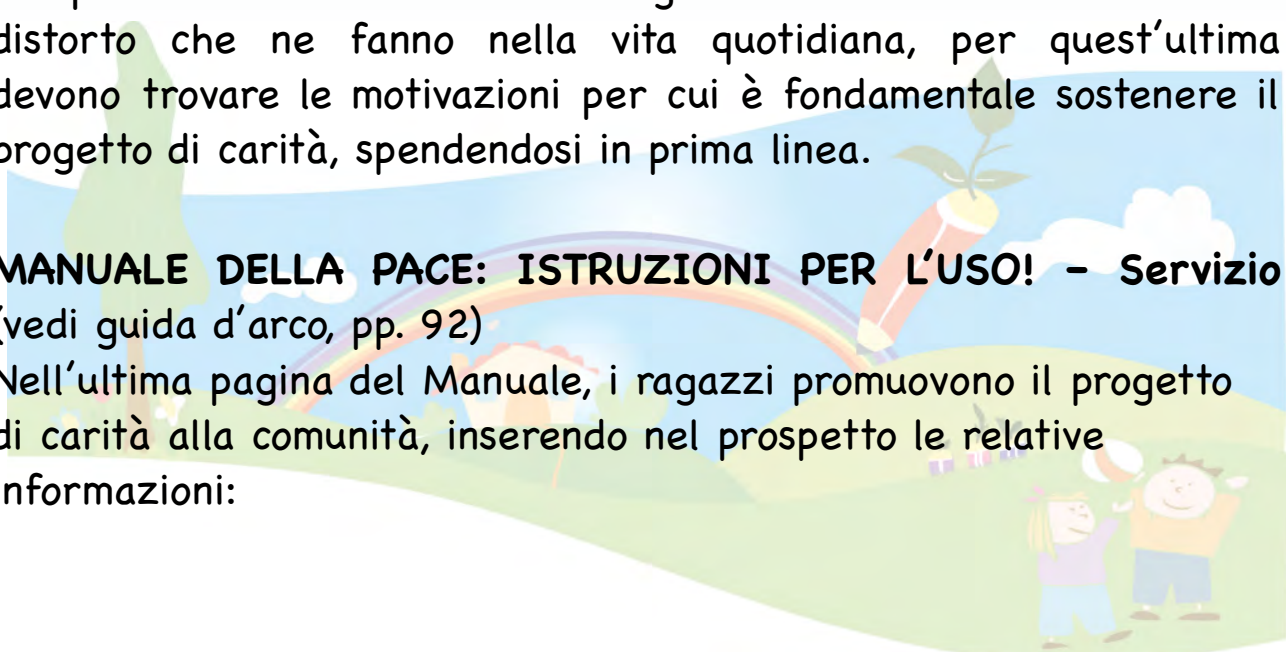 distorto che ne fanno nella vita quotidiana, per quest'ultima
devono trovare le motivazioni per cui è fondamentale sostenere il
progetto di carità, spendendosi in prima linea.
MANUALE DELLA PACE: ISTRUZIONI PER L'USO! – Servizio
(vedi guida d'arco, pp. 92)
Nell'ultima pagina del Manuale, i ragazzi promuovono il progetto
di carità alla comunità, inserendo nel prospetto le relative
informazioni: